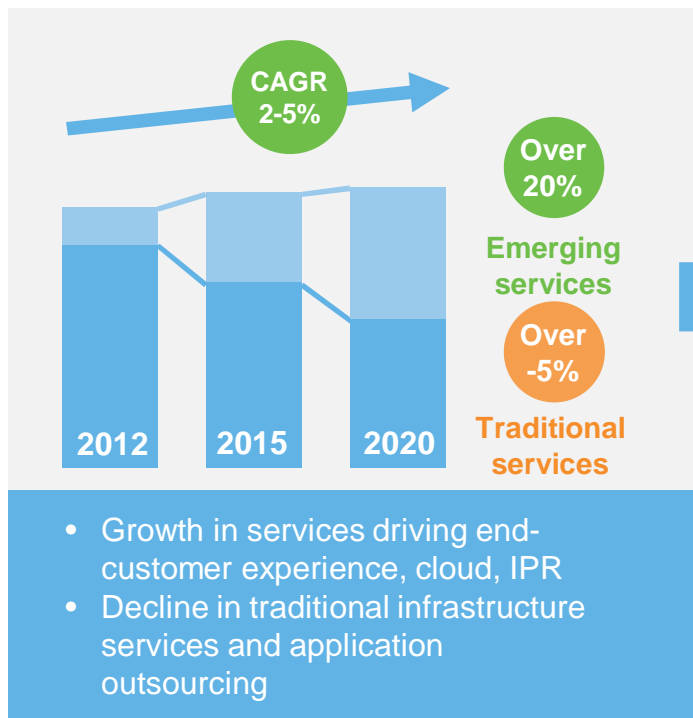 CAGR
2-5%
Over
20%
Emerging
services
Over
-5%
Traditional
services
2012
2015
2020
• Growth in services driving end-
customer experience, cloud, IPR
• Decline in traditional infrastructure
services and application
outsourcing